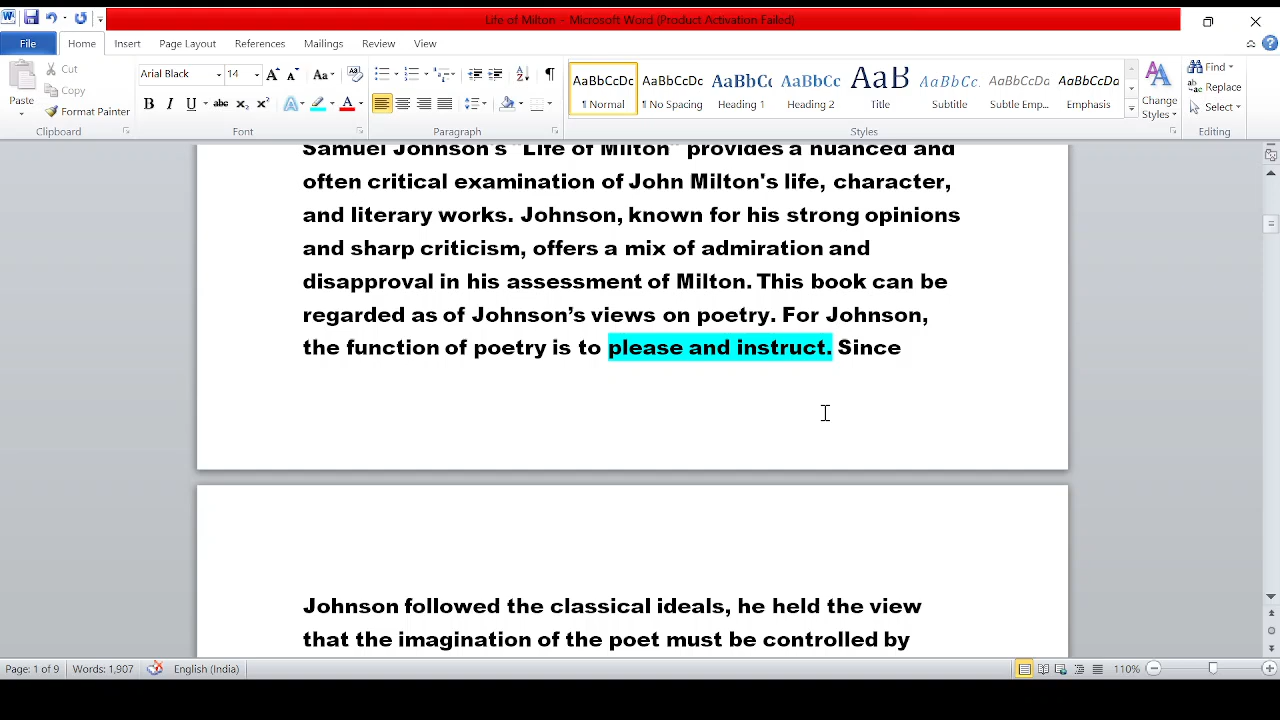 Life of Milton - Microsoft Word (Product Activation Failed)
File Home Insert Page Layout References Mailings Review View
Paste
Cut
Copy
Format Painter
Clipboard
Arial Black 14
Font
Paragraph
AaBbCcDc AaBbCcDc AaBbCc AaBbCc AaB AaBbCc. AaBbCcDc AaBbCcDc
¶ Normal ¶ No Spacing Heading 1 Heading 2 Title Subtitle Subtle Emp... Emphasis
Styles
Change Styles
Find
Replace
Select
Editing
Samuel Johnson's "Life of Milton" provides a nuanced and
often critical examination of John Milton's life, character,
and literary works. Johnson, known for his strong opinions
and sharp criticism, offers a mix of admiration and
disapproval in his assessment of Milton. This book can be
regarded as of Johnson’s views on poetry. For Johnson,
the function of poetry is to please and instruct. Since
Johnson followed the classical ideals, he held the view
that the imagination of the poet must be controlled by
Page: 1 of 9 Words: 1,907 English (India) 110%